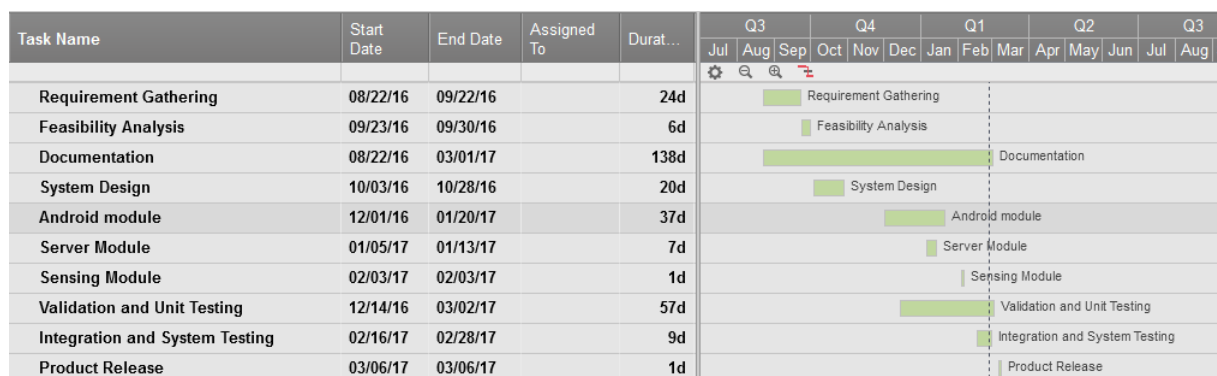 Task Name Start Date End Date Assigned To Durat... Q3 Q4 Q1 Q2 Q3
Jul Aug Sep Oct Nov Dec Jan Feb Mar Apr May Jun Jul Aug
Requirement Gathering 08/22/16 09/22/16 24d Requirement Gathering
Feasibility Analysis 09/23/16 09/30/16 6d Feasibility Analysis
Documentation 08/22/16 03/01/17 138d Documentation
System Design 10/03/16 10/28/16 20d System Design
Android module 12/01/16 01/20/17 37d Android module
Server Module 01/05/17 01/13/17 7d Server Module
Sensing Module 02/03/17 02/03/17 1d Sensing Module
Validation and Unit Testing 12/14/16 03/02/17 57d Validation and Unit Testing
Integration and System Testing 02/16/17 02/28/17 9d Integration and System Testing
Product Release 03/06/17 03/06/17 1d Product Release